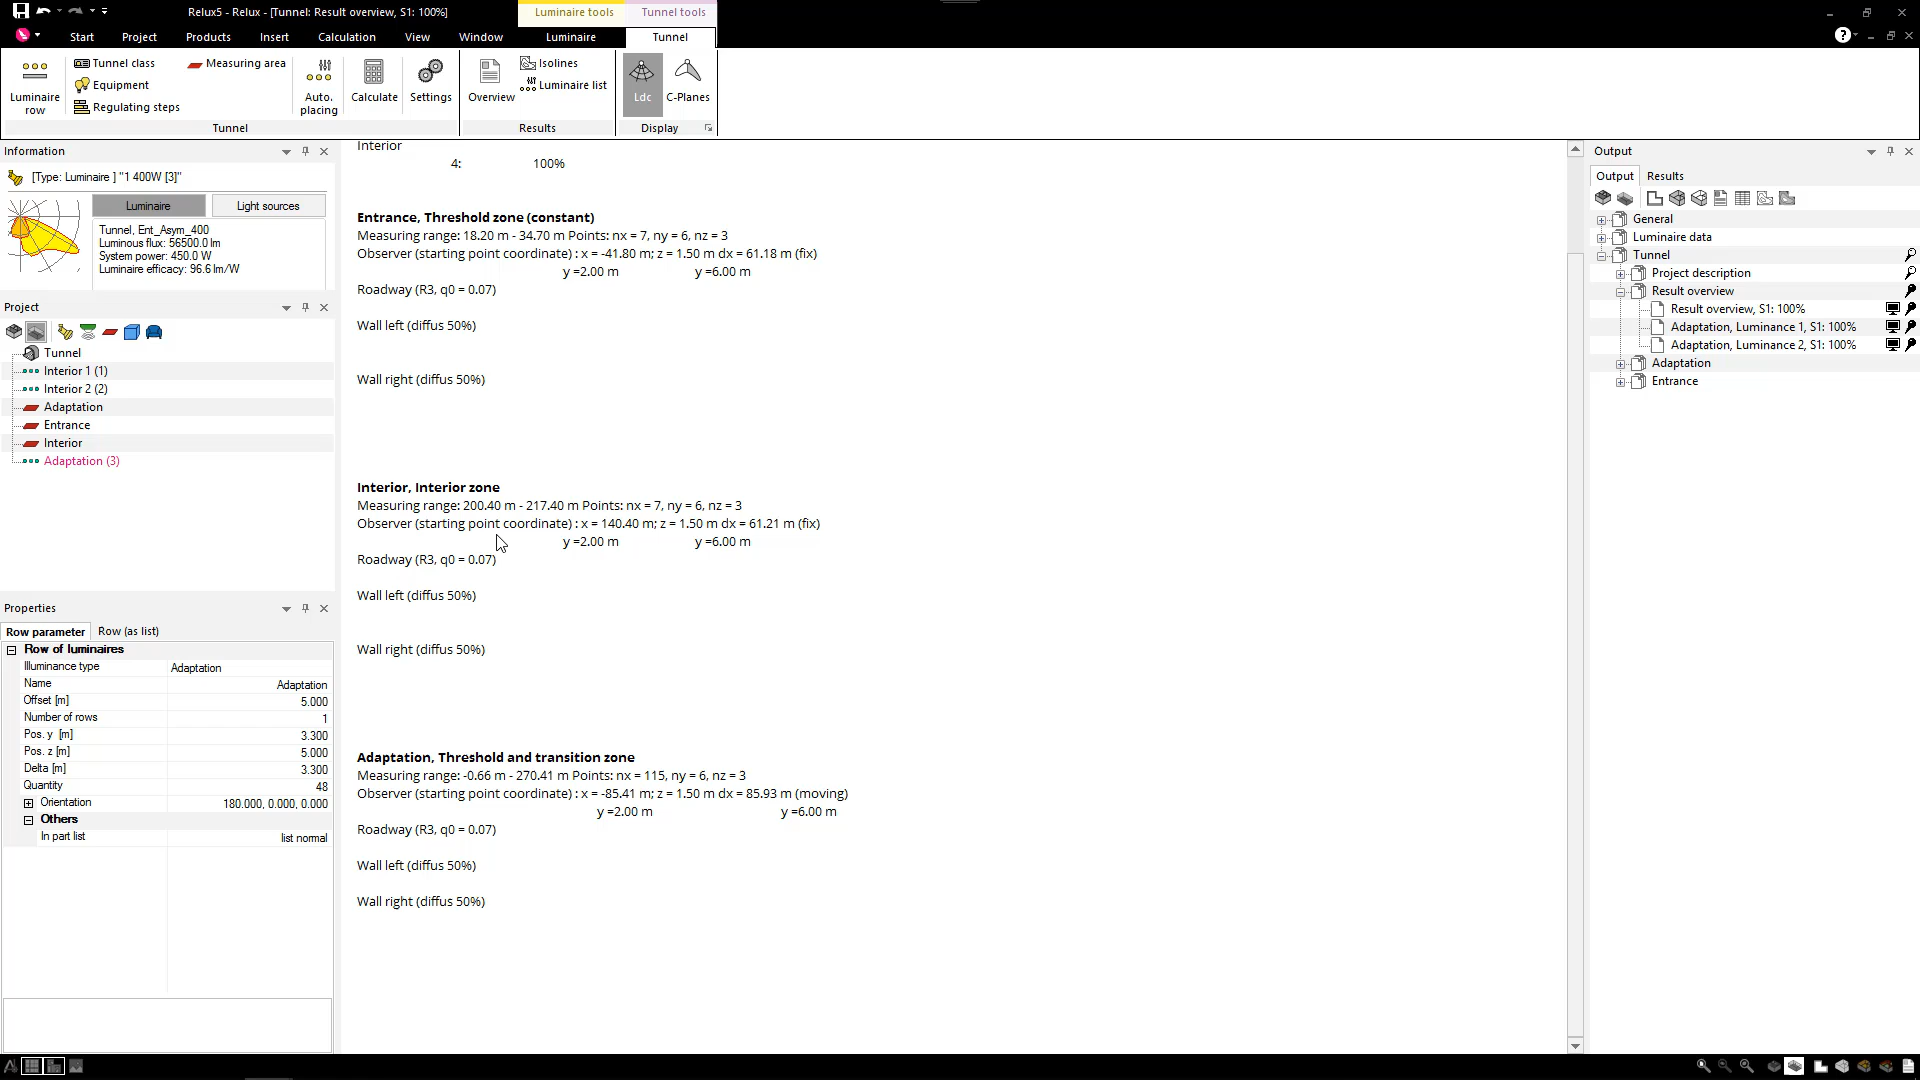 Relux5 - Relux - [Tunnel: Result overview, S1: 100%]
Luminaire tools
Tunnel tools
Start
Project
Products
Insert
Calculation
View
Window
Luminaire
Tunnel
Luminaire row
Tunnel class
Equipment
Regulating steps
Measuring area
Auto. placing
Calculate
Settings
Overview
Isolines
Luminaire list
Ldc
C-Planes
Tunnel
Results
Display
Information
[Type: Luminaire ] "1 400W [3]"
Luminaire
Light sources
Tunnel, Ent_Asym_400
Luminous flux: 56500.0 lm
System power: 450.0 W
Luminaire efficacy: 96.6 lm/W
Project
Tunnel
Interior 1 (1)
Interior 2 (2)
Adaptation
Entrance
Interior
Adaptation (3)
Properties
Row parameter
Row (as list)
Row of luminaires
Illuminance type Adaptation
Name Adaptation
Offset [m] 5.000
Number of rows 1
Pos. y [m] 3.300
Pos. z [m] 5.000
Delta [m] 3.300
Quantity 48
Orientation 180.000, 0.000, 0.000
Others
In part list list normal
Interior
4: 100%
Entrance, Threshold zone (constant)
Measuring range: 18.20 m - 34.70 m Points: nx = 7, ny = 6, nz = 3
Observer (starting point coordinate) : x = -41.80 m; z = 1.50 m dx = 61.18 m (fix)
y =2.00 m y =6.00 m
Roadway (R3, q0 = 0.07)
Wall left (diffus 50%)
Wall right (diffus 50%)
Interior, Interior zone
Measuring range: 200.40 m - 217.40 m Points: nx = 7, ny = 6, nz = 3
Observer (starting point coordinate) : x = 140.40 m; z = 1.50 m dx = 61.21 m (fix)
y =2.00 m y =6.00 m
Roadway (R3, q0 = 0.07)
Wall left (diffus 50%)
Wall right (diffus 50%)
Adaptation, Threshold and transition zone
Measuring range: -0.66 m - 270.41 m Points: nx = 115, ny = 6, nz = 3
Observer (starting point coordinate) : x = -85.41 m; z = 1.50 m dx = 85.93 m (moving)
y =2.00 m y =6.00 m
Roadway (R3, q0 = 0.07)
Wall left (diffus 50%)
Wall right (diffus 50%)
Output
Output
Results
General
Luminaire data
Tunnel
Project description
Result overview
Result overview, S1: 100%
Adaptation, Luminance 1, S1: 100%
Adaptation, Luminance 2, S1: 100%
Adaptation
Entrance